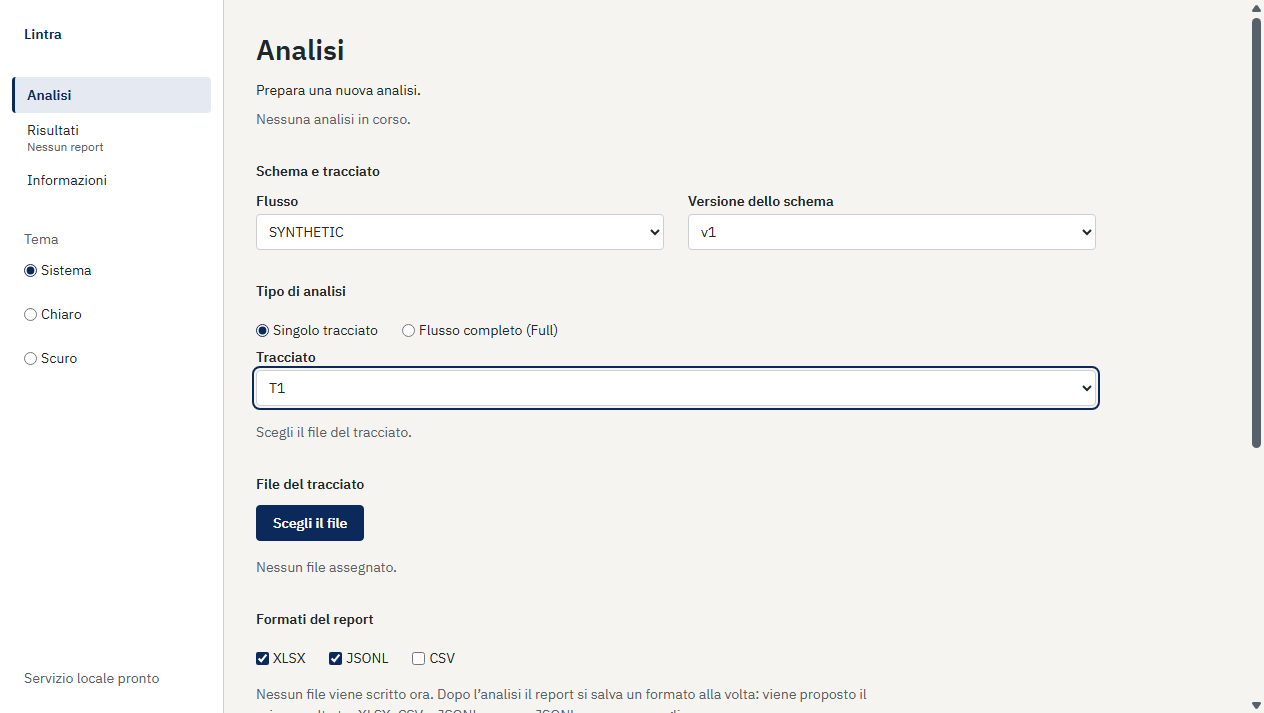 Lintra
Analisi
Risultati
Nessun report
Informazioni
Tema
Sistema
Chiaro
Scuro
Servizio locale pronto
Analisi
Prepara una nuova analisi.
Nessuna analisi in corso.
Schema e tracciato
Flusso
SYNTHETIC
Versione dello schema
v1
Tipo di analisi
Singolo tracciato
Flusso completo (Full)
Tracciato
T1
Scegli il file del tracciato.
File del tracciato
Scegli il file
Nessun file assegnato.
Formati del report
XLSX
JSONL
CSV
Nessun file viene scritto ora. Dopo l’analisi il report si salva un formato alla volta: viene proposto il